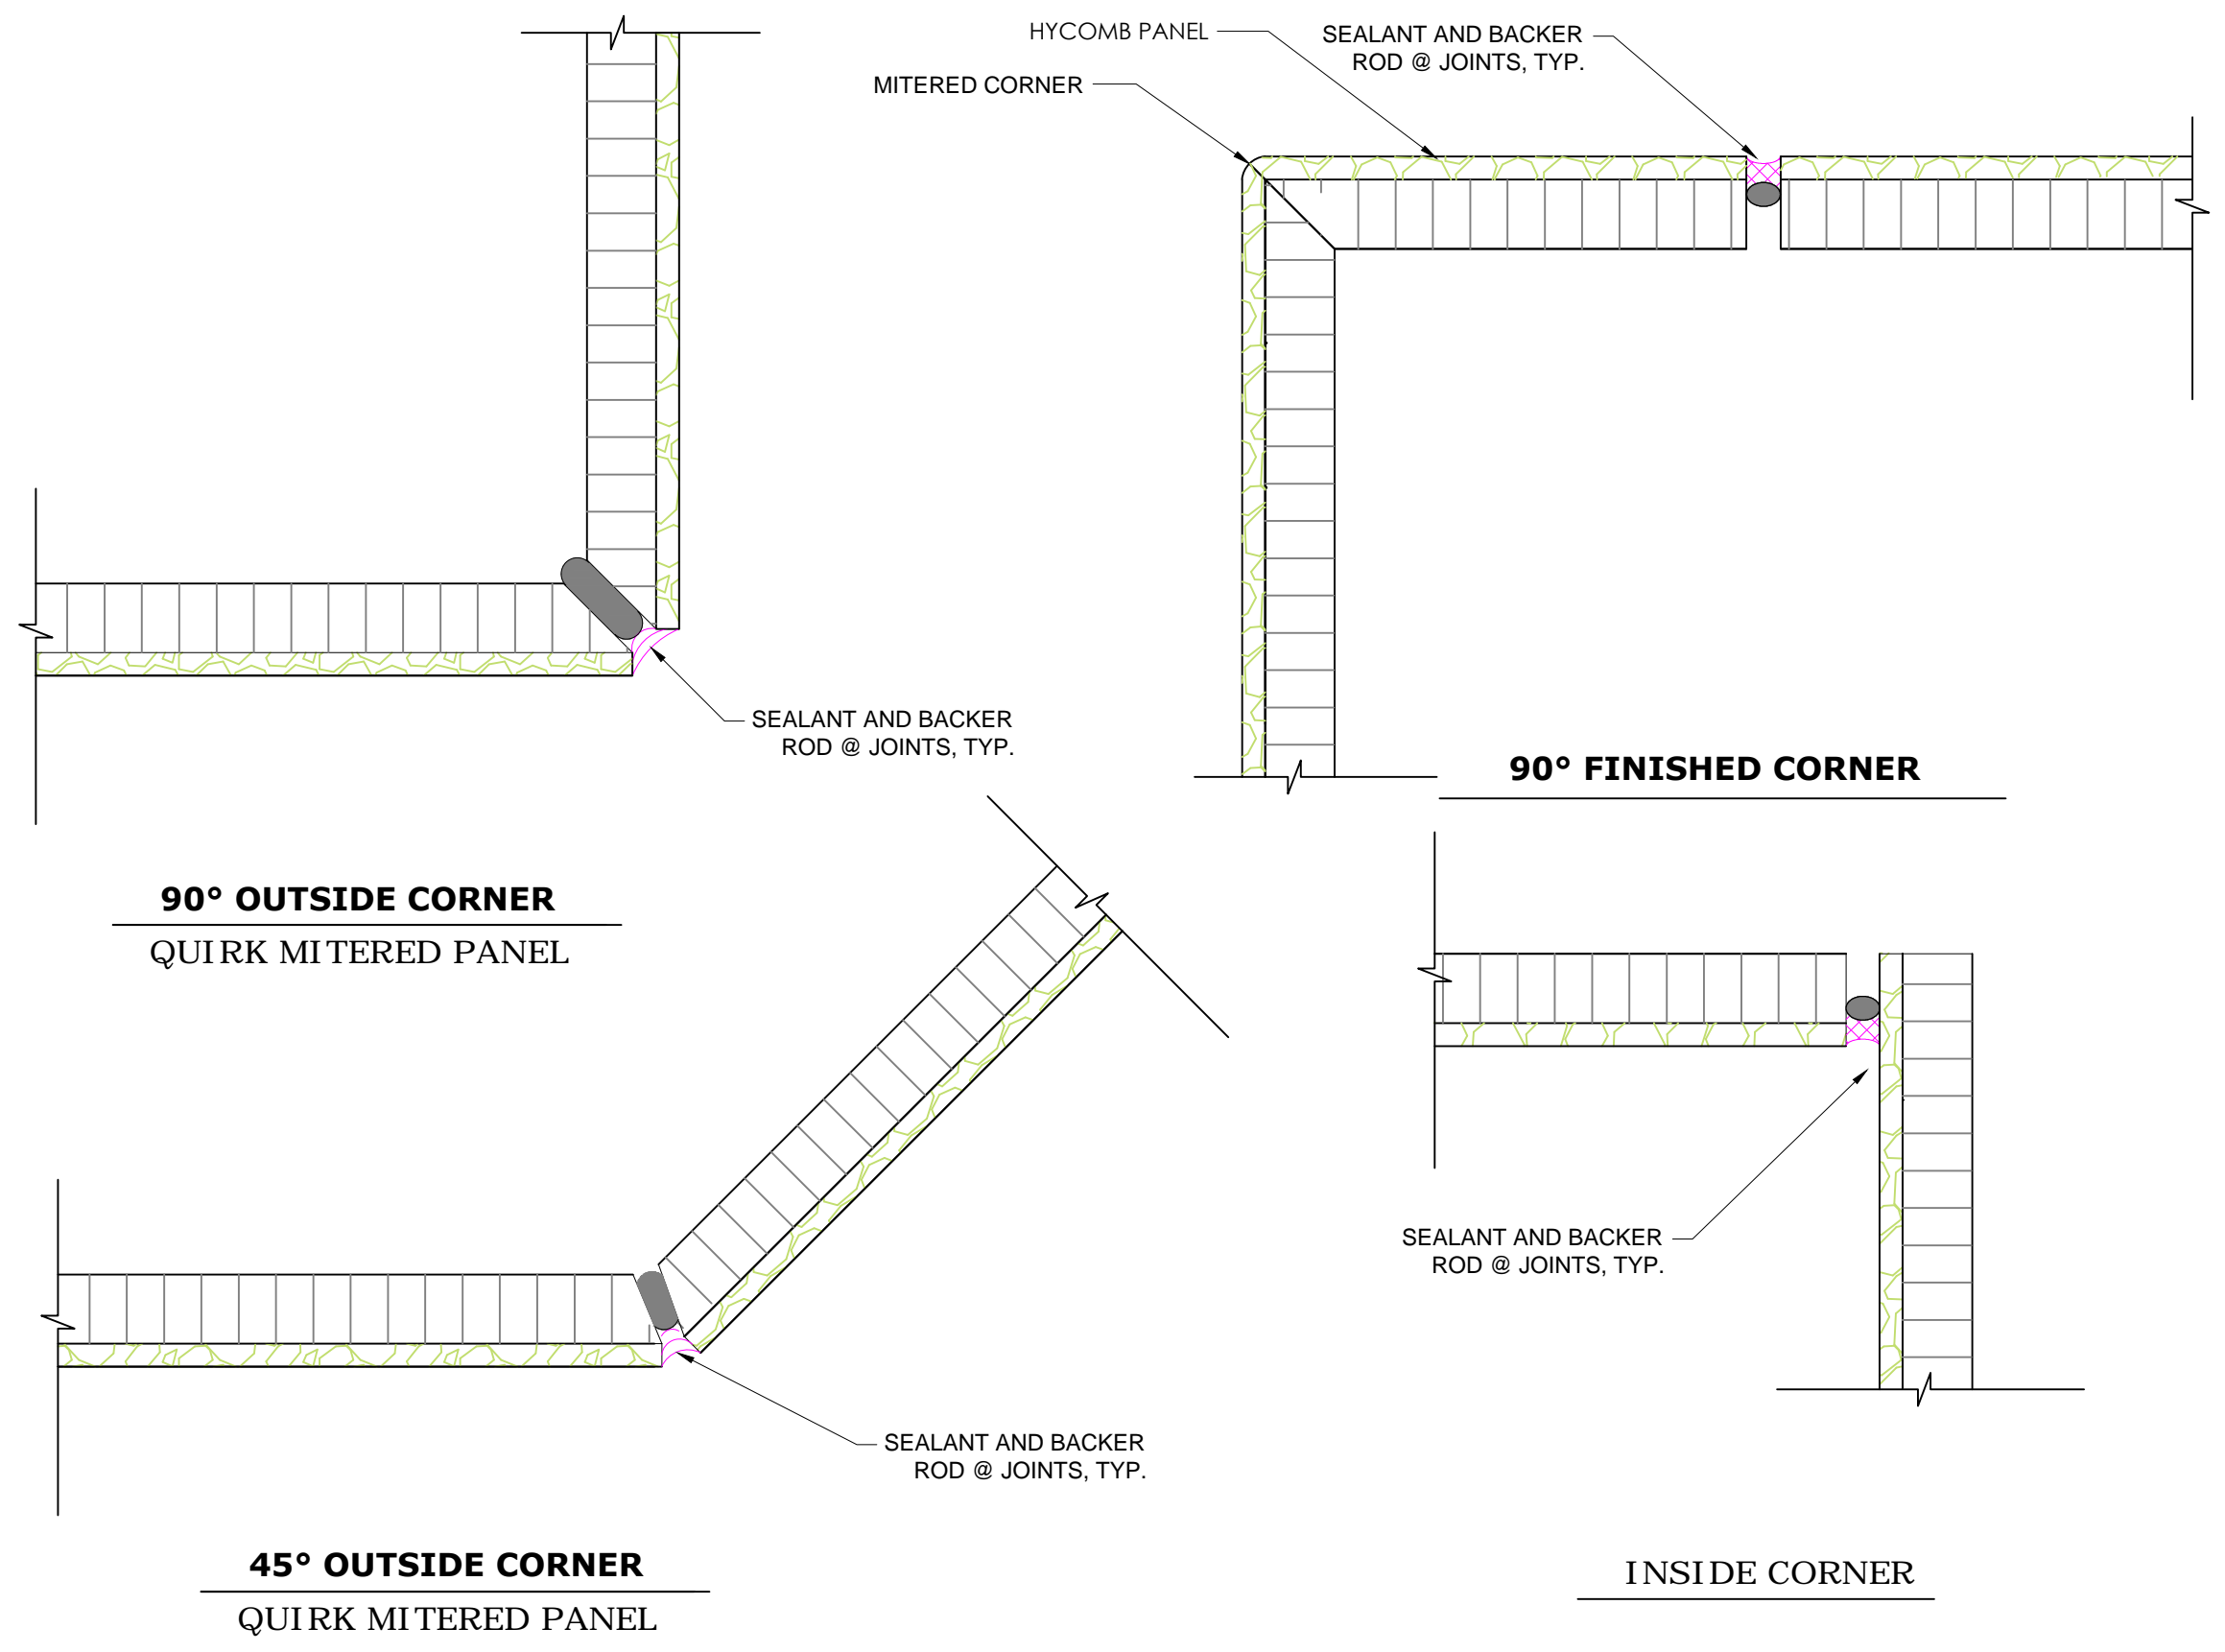 HYCOMB PANEL
SEALANT AND BACKER
ROD @ JOINTS, TYP.
MITERED CORNER
SEALANT AND BACKER
ROD @ JOINTS, TYP.
90° FINISHED CORNER
90° OUTSIDE CORNER
QUIRK MITERED PANEL
SEALANT AND BACKER
ROD @ JOINTS, TYP.
SEALANT AND BACKER
ROD @ JOINTS, TYP.
45° OUTSIDE CORNER
QUIRK MITERED PANEL
INSIDE CORNER